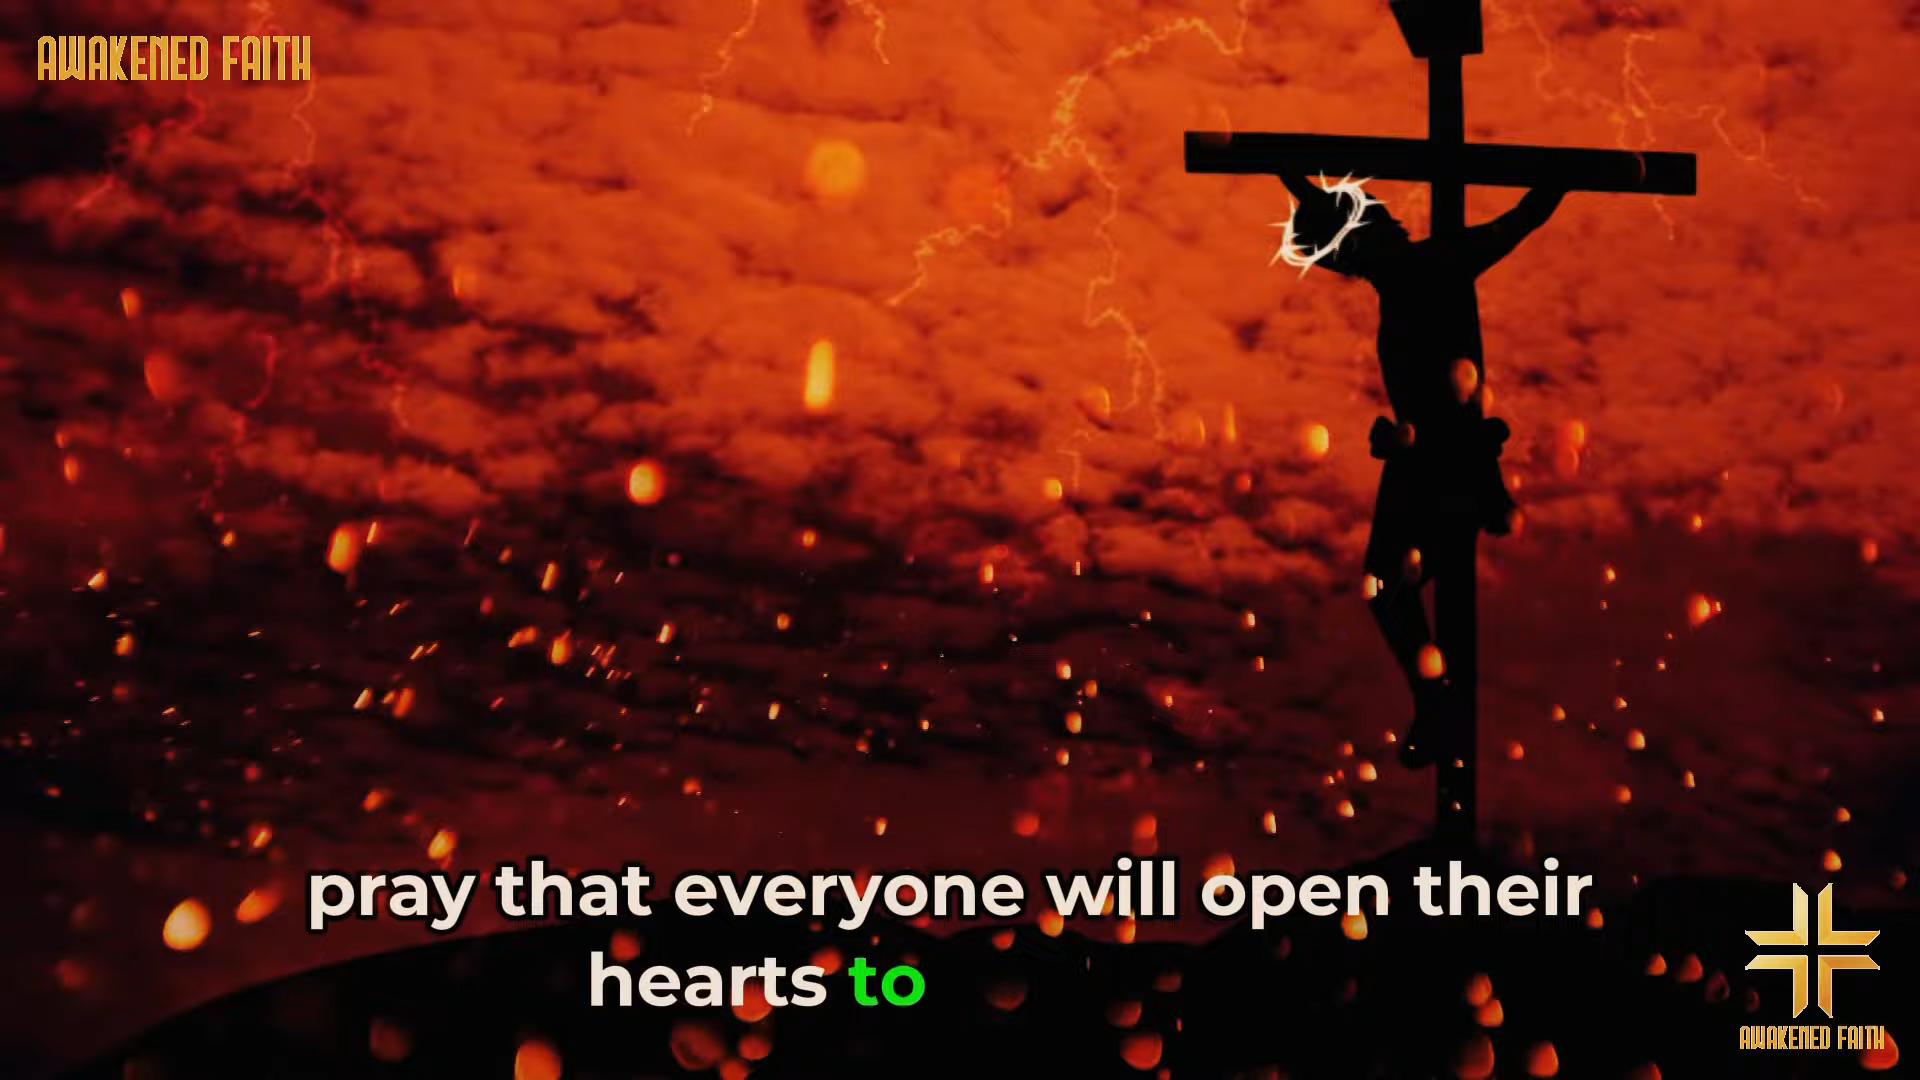 AWAKENED FAITH
pray that everyone will open their
hearts to
AWAKENED FAITH